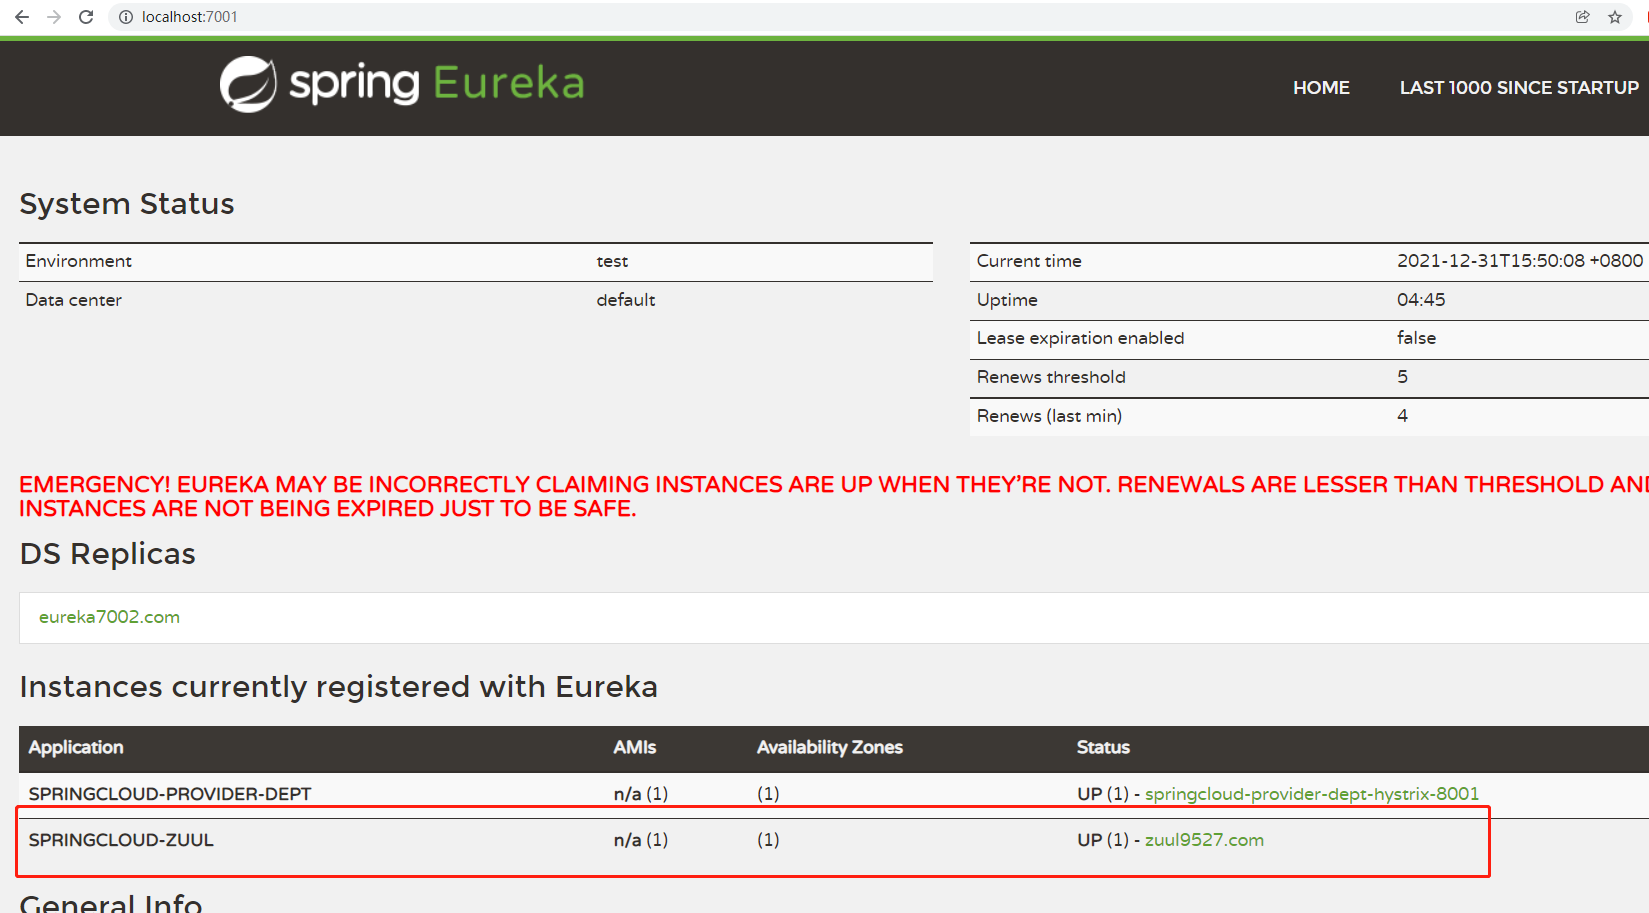 localhost:7001
spring Eureka
HOME LAST 1000 SINCE STARTUP
System Status
Environment test
Data center default
Current time 2021-12-31T15:50:08 +0800
Uptime 04:45
Lease expiration enabled false
Renews threshold 5
Renews (last min) 4
EMERGENCY! EUREKA MAY BE INCORRECTLY CLAIMING INSTANCES ARE UP WHEN THEY'RE NOT. RENEWALS ARE LESSER THAN THRESHOLD AND
INSTANCES ARE NOT BEING EXPIRED JUST TO BE SAFE.
DS Replicas
eureka7002.com
Instances currently registered with Eureka
Application AMIs Availability Zones Status
SPRINGCLOUD-PROVIDER-DEPT n/a (1) (1) UP (1) - springcloud-provider-dept-hystrix-8001
SPRINGCLOUD-ZUUL n/a (1) (1) UP (1) - zuul9527.com
General Info